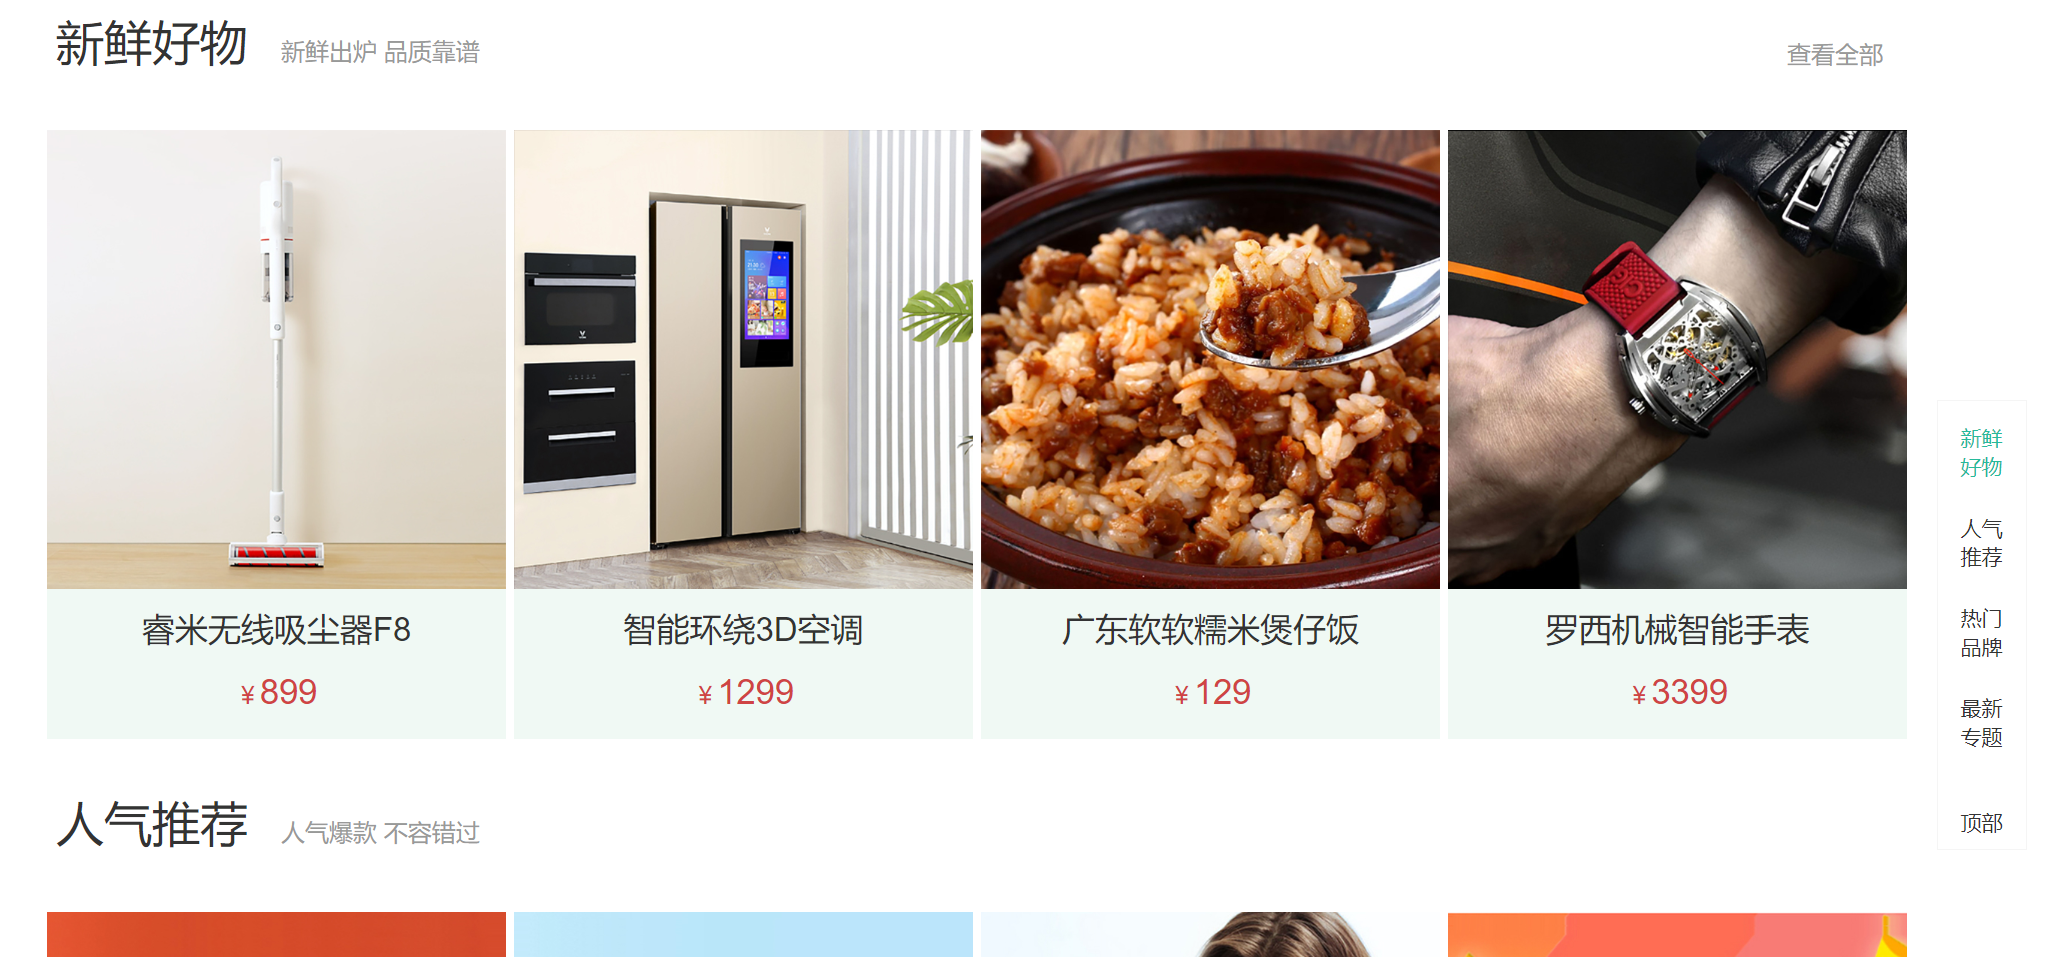 新鲜好物 新鲜出炉 品质靠谱 查看全部
睿米无线吸尘器F8
¥899
智能环绕3D空调
¥1299
广东软软糯米煲仔饭
¥129
罗西机械智能手表
¥3399
人气推荐 人气爆款 不容错过
新鲜
好物
人气
推荐
热门
品牌
最新
专题
顶部